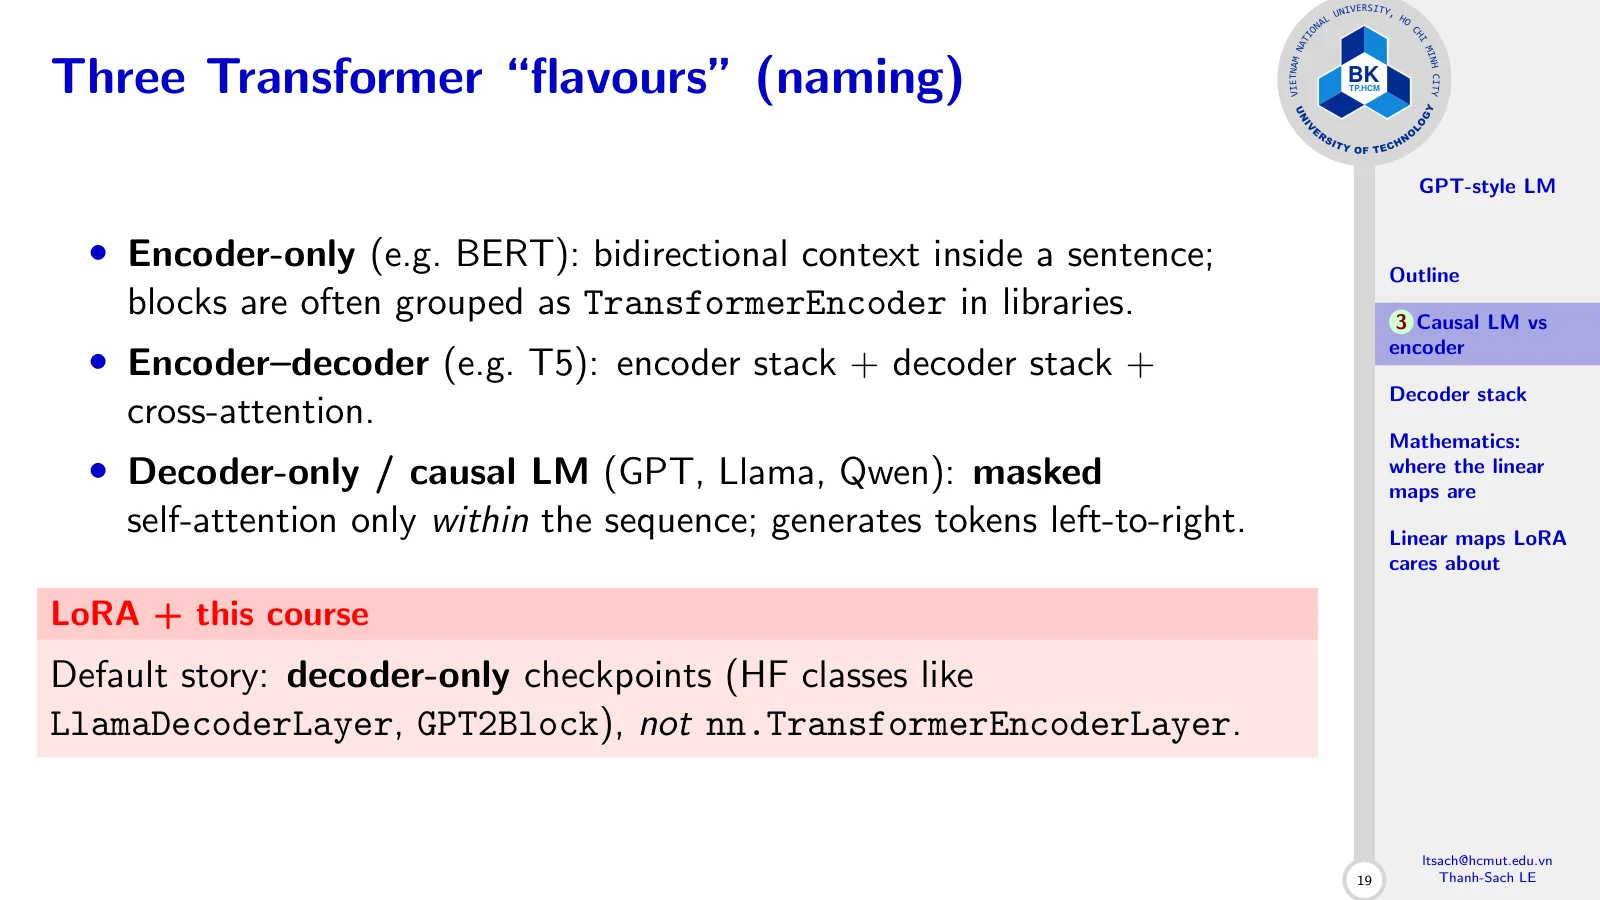 Three Transformer “flavours” (naming)
• Encoder-only (e.g. BERT): bidirectional context inside a sentence;
blocks are often grouped as TransformerEncoder in libraries.
• Encoder–decoder (e.g. T5): encoder stack + decoder stack +
cross-attention.
• Decoder-only / causal LM (GPT, Llama, Qwen): masked
self-attention only within the sequence; generates tokens left-to-right.
LoRA + this course
Default story: decoder-only checkpoints (HF classes like
LlamaDecoderLayer, GPT2Block), not nn.TransformerEncoderLayer.
VIETNAM NATIONAL UNIVERSITY, HO CHI MINH CITY
UNIVERSITY OF TECHNOLOGY
BK
TP.HCM
GPT-style LM
Outline
3 Causal LM vs
encoder
Decoder stack
Mathematics:
where the linear
maps are
Linear maps LoRA
cares about
ltsach@hcmut.edu.vn
Thanh-Sach LE
19